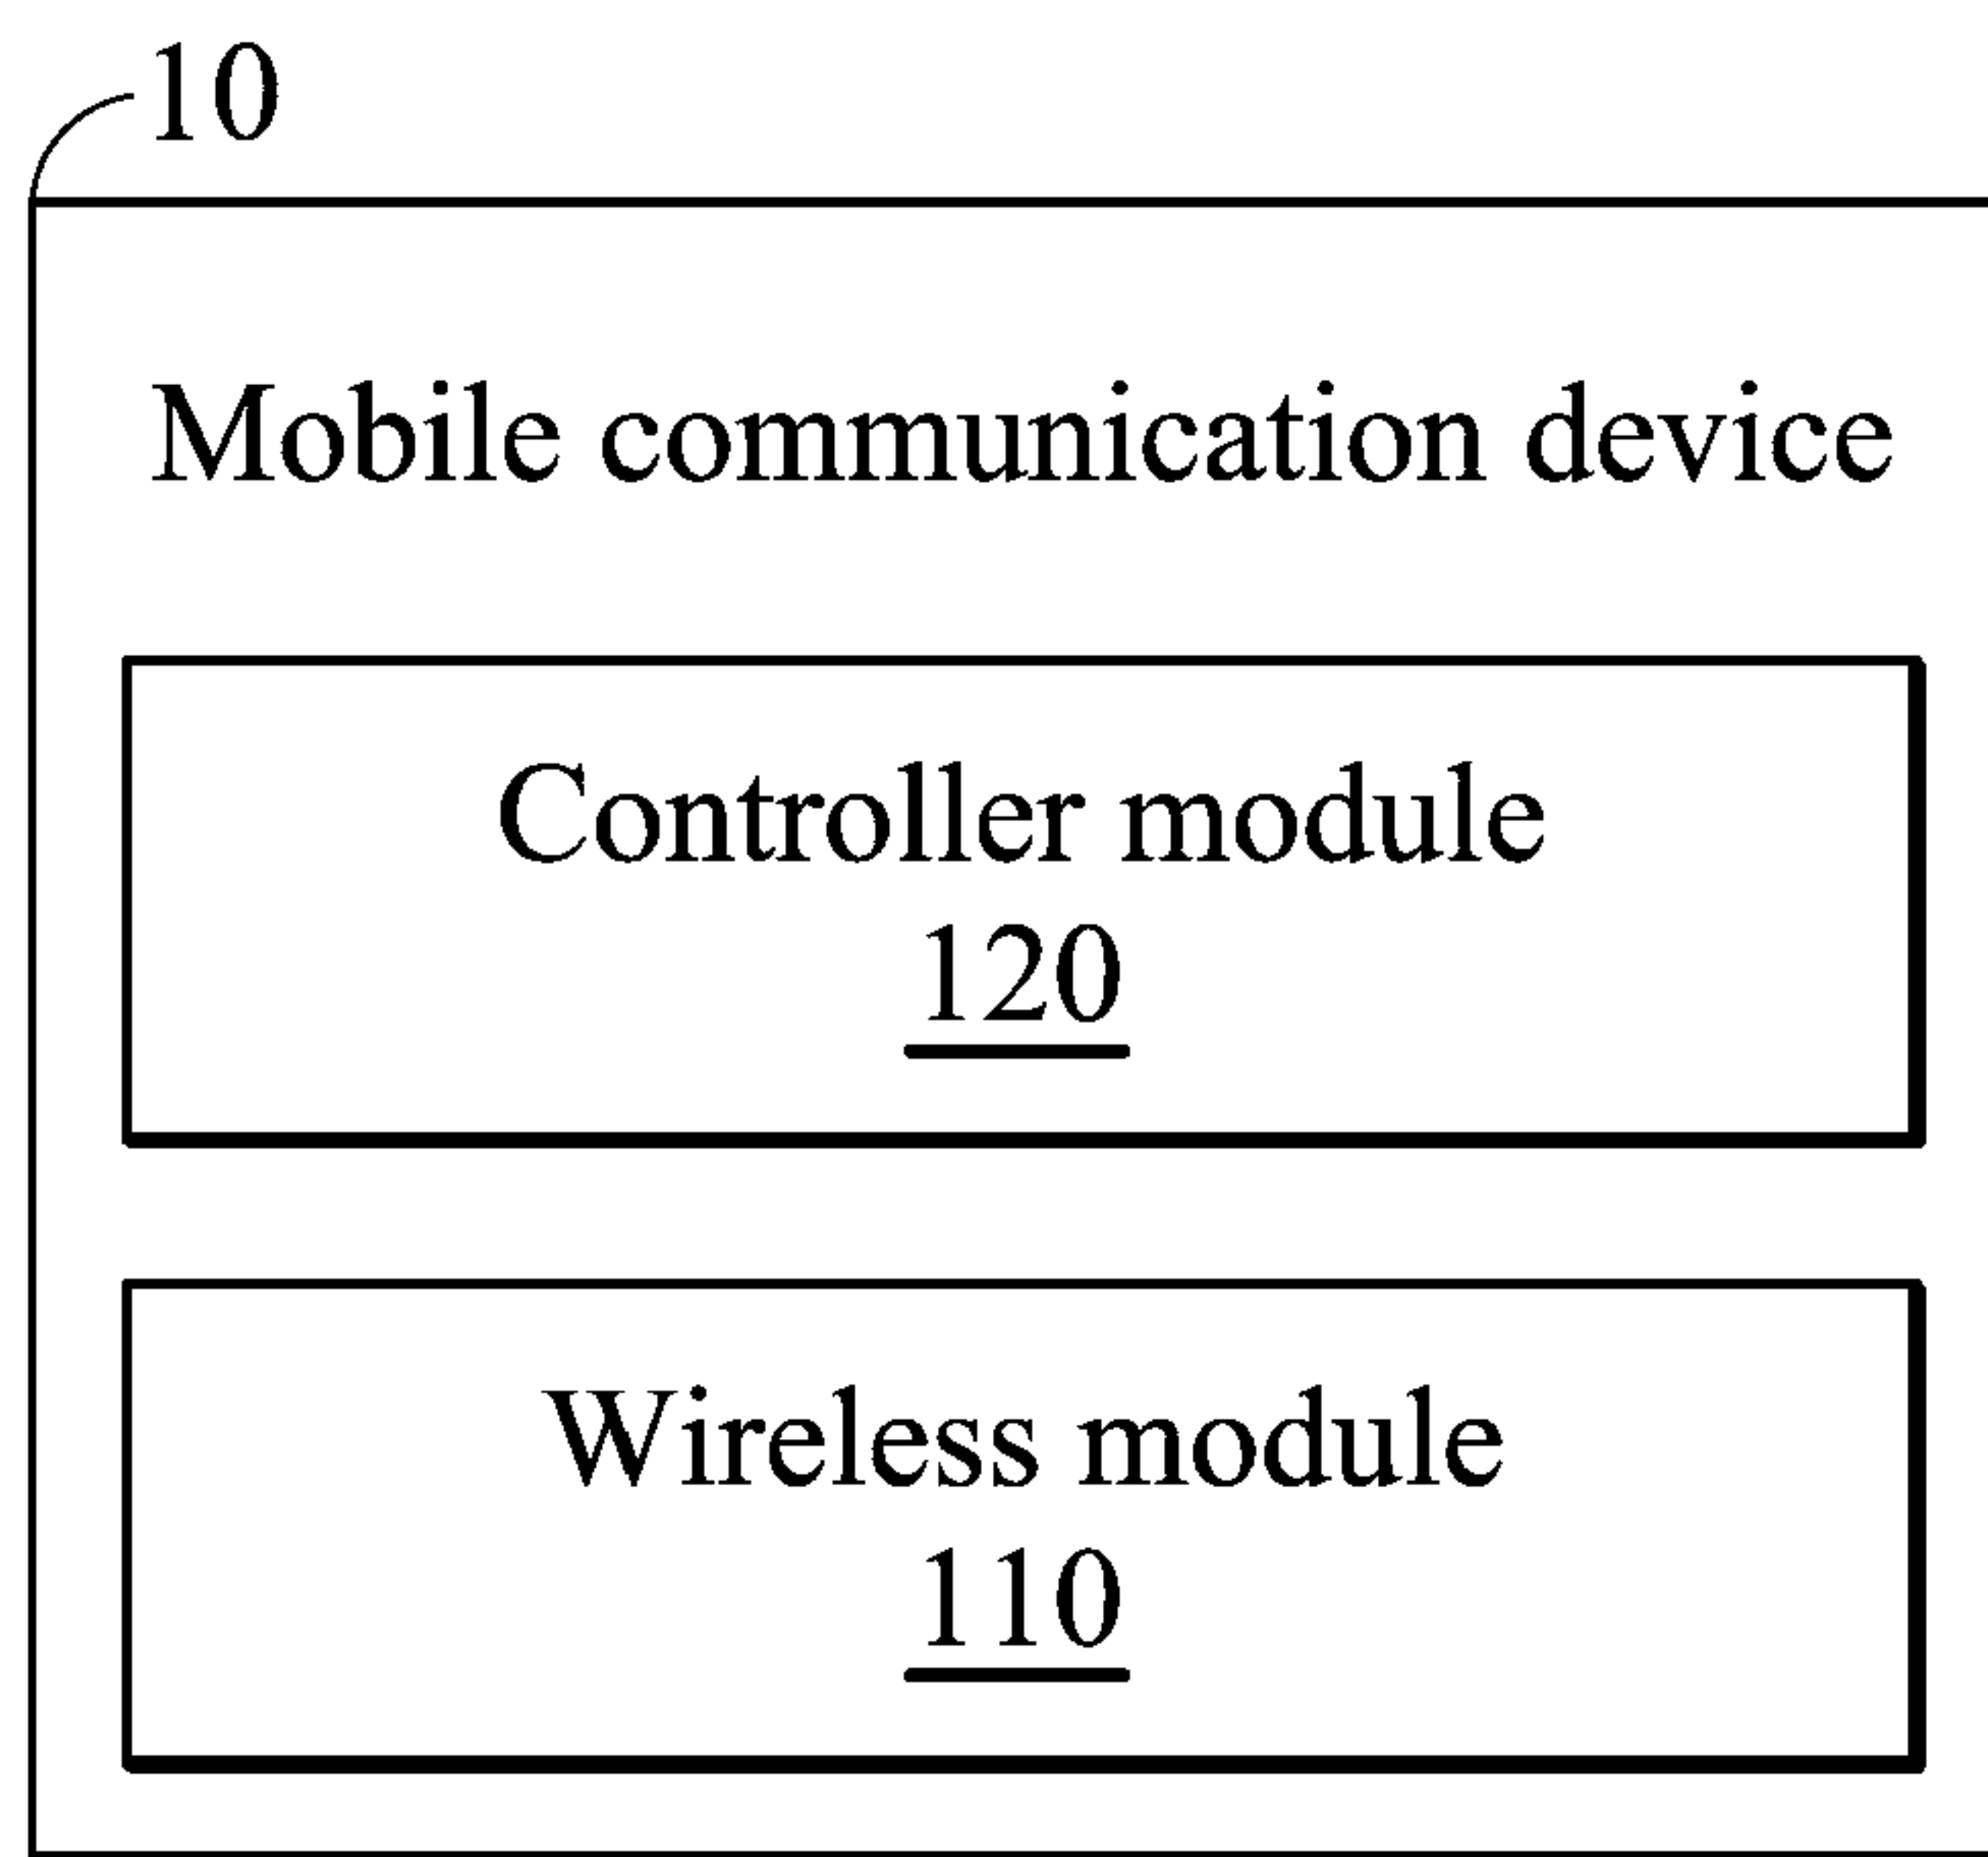 10
Mobile communication device
Controller module
120
Wireless module
110